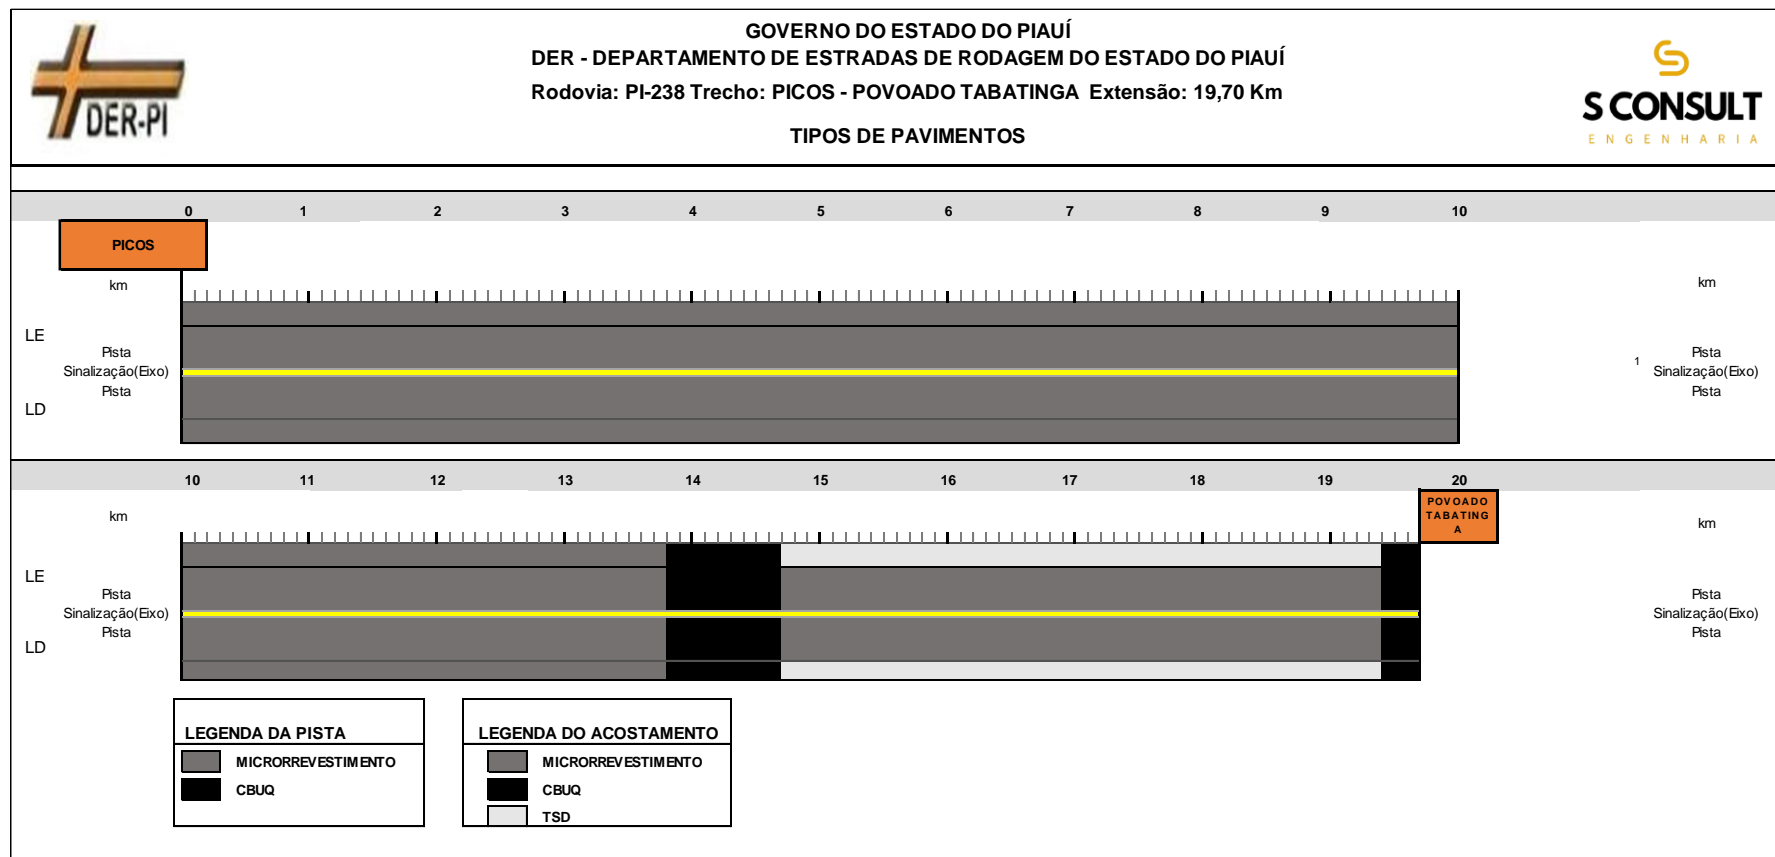 GOVERNO DO ESTADO DO PIAUÍ
DER - DEPARTAMENTO DE ESTRADAS DE RODAGEM DO ESTADO DO PIAUÍ
Rodovia: PI-238 Trecho: PICOS - POVOADO TABATINGA Extensão: 19,70 Km
TIPOS DE PAVIMENTOS
DER-PI
S CONSULT
ENGENHARIA
0 1 2 3 4 5 6 7 8 9 10
PICOS
km km
LE
Pista Pista
Sinalização(Eixo) 1 Sinalização(Eixo)
Pista Pista
LD
10 11 12 13 14 15 16 17 18 19 20
POVOADO
TABATING
A
km km
LE
Pista Pista
Sinalização(Eixo) Sinalização(Eixo)
Pista Pista
LD
LEGENDA DA PISTA
MICRORREVESTIMENTO
CBUQ
LEGENDA DO ACOSTAMENTO
MICRORREVESTIMENTO
CBUQ
TSD